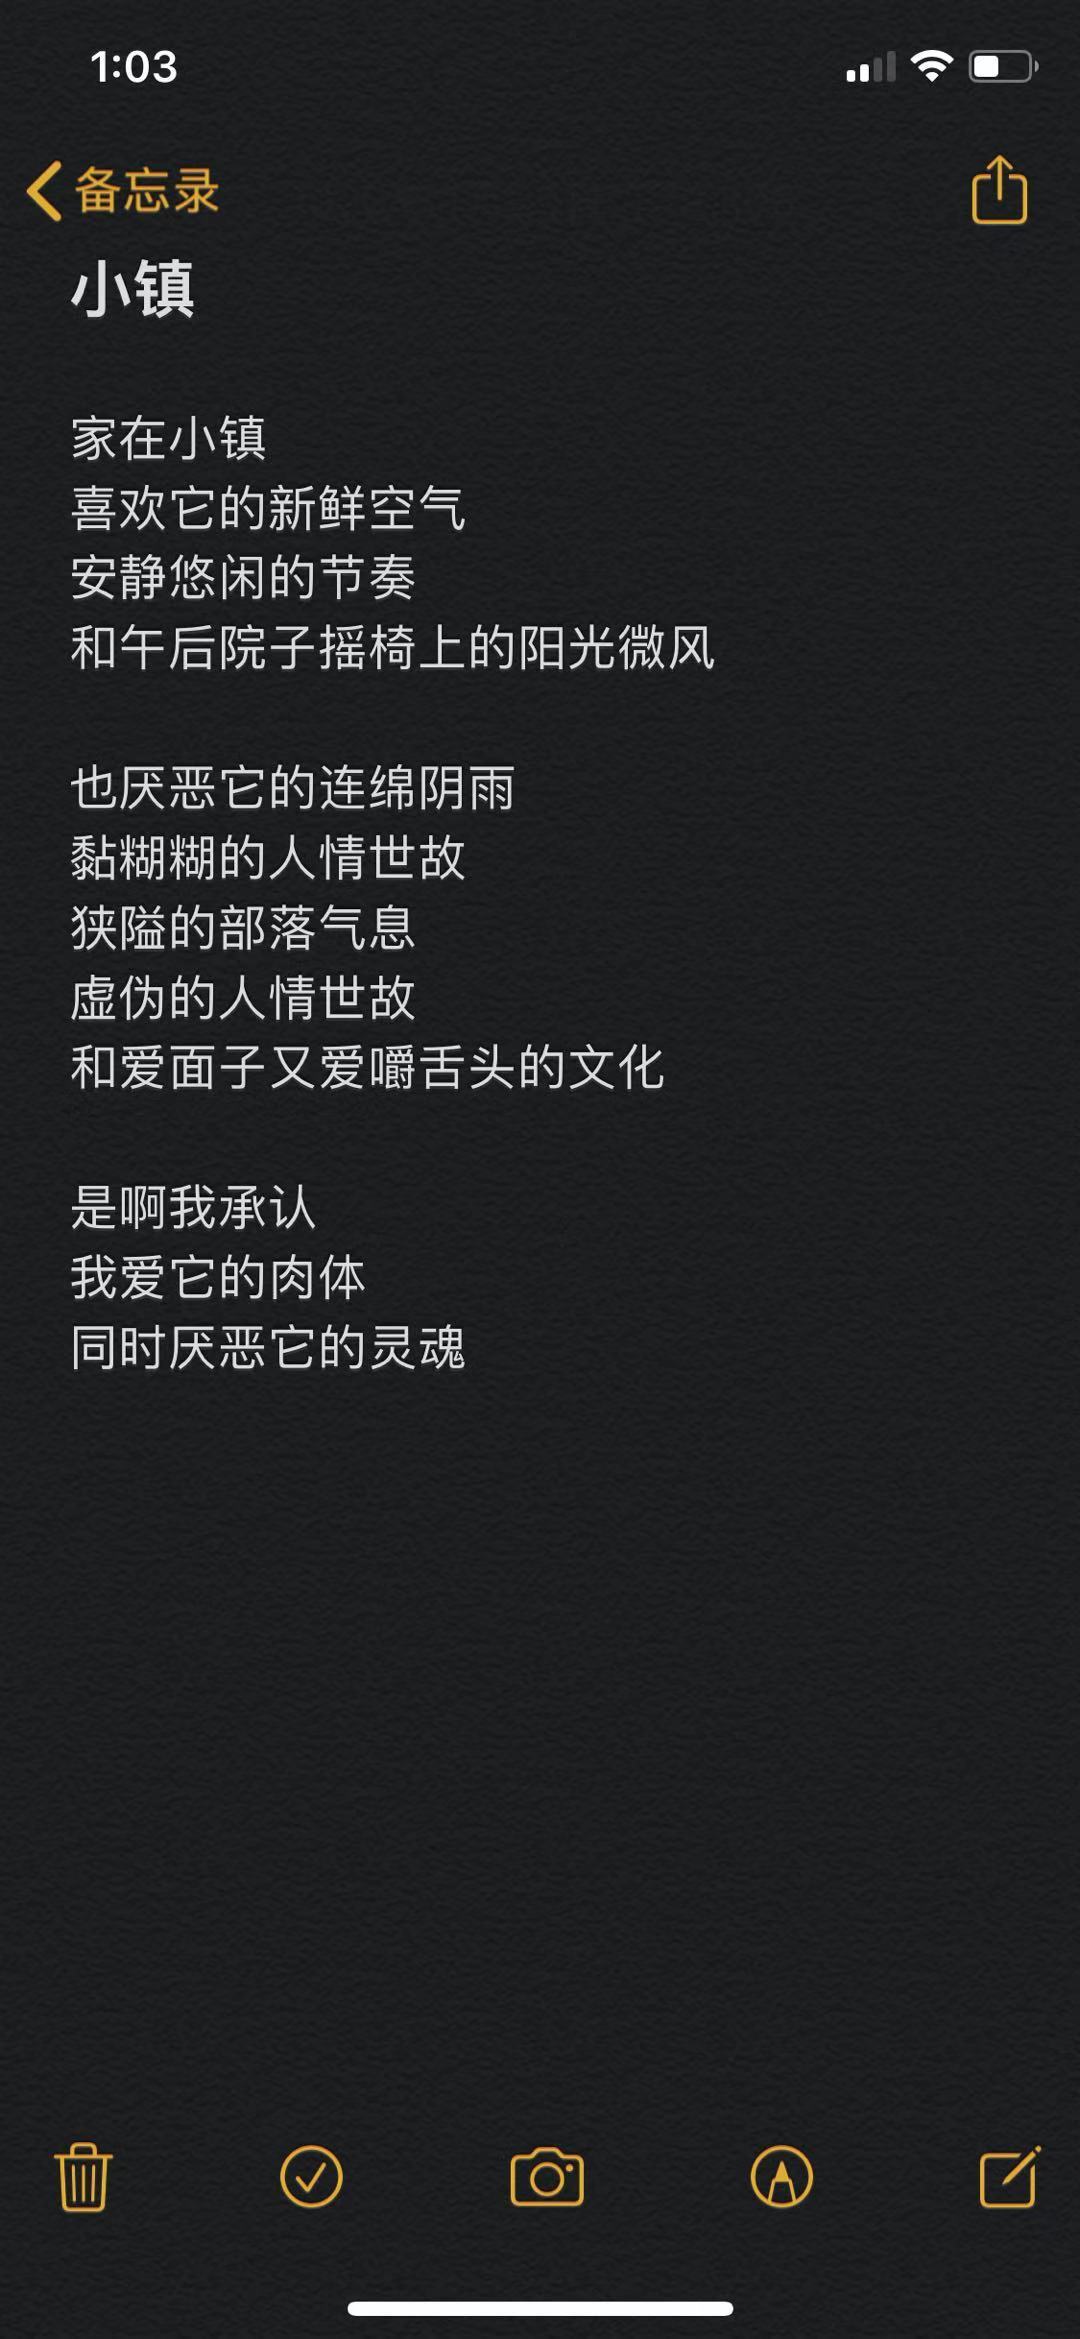 1:03
备忘录
小镇
家在小镇
喜欢它的新鲜空气
安静悠闲的节奏
和午后院子摇椅上的阳光微风
也厌恶它的连绵阴雨
黏糊糊的人情世故
狭隘的部落气息
虚伪的人情世故
和爱面子又爱嚼舌头的文化
是啊我承认
我爱它的肉体
同时厌恶它的灵魂